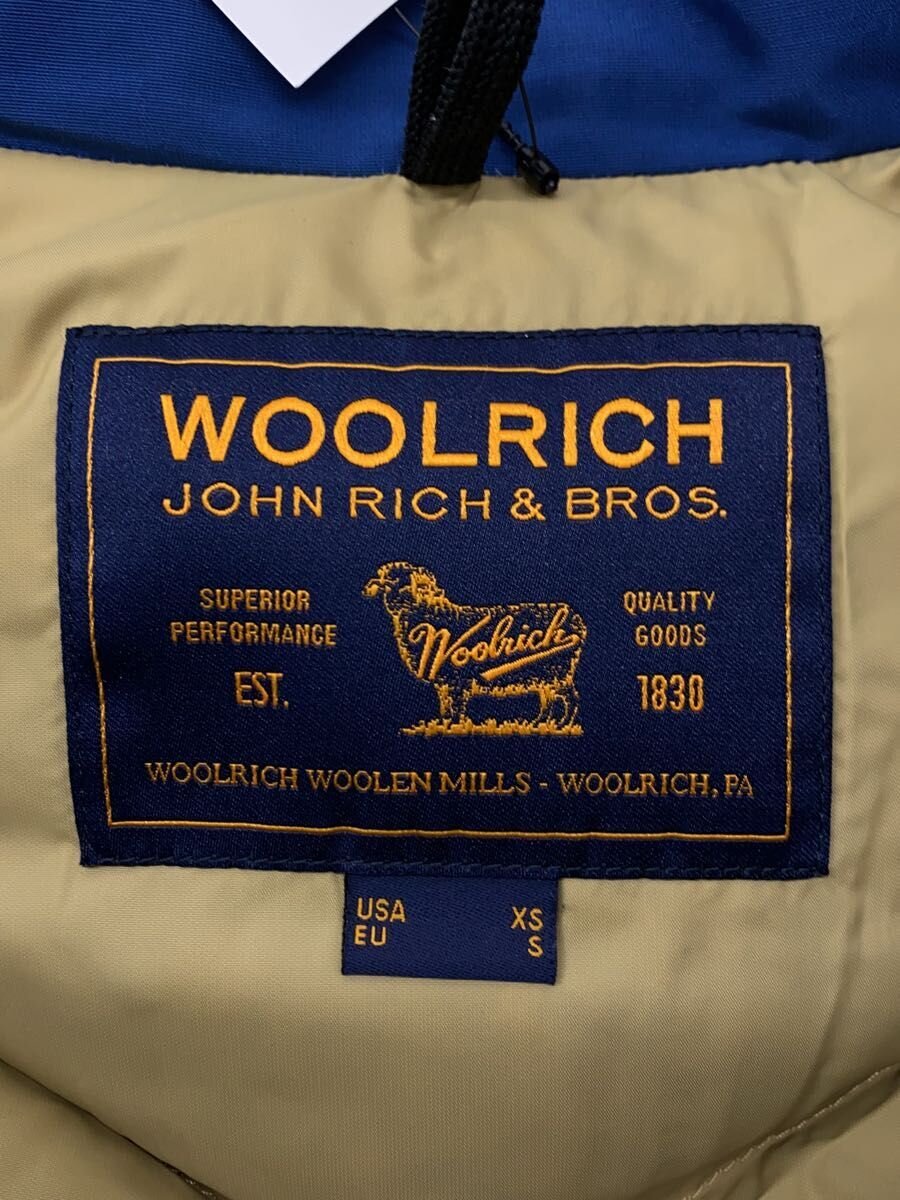 WOOLRICH
JOHN RICH & BROS.
SUPERIOR
PERFORMANCE
EST.
Woolrich
QUALITY
GOODS
1830
WOOLRICH WOOLEN MILLS - WOOLRICH, PA
USA XS
EU S